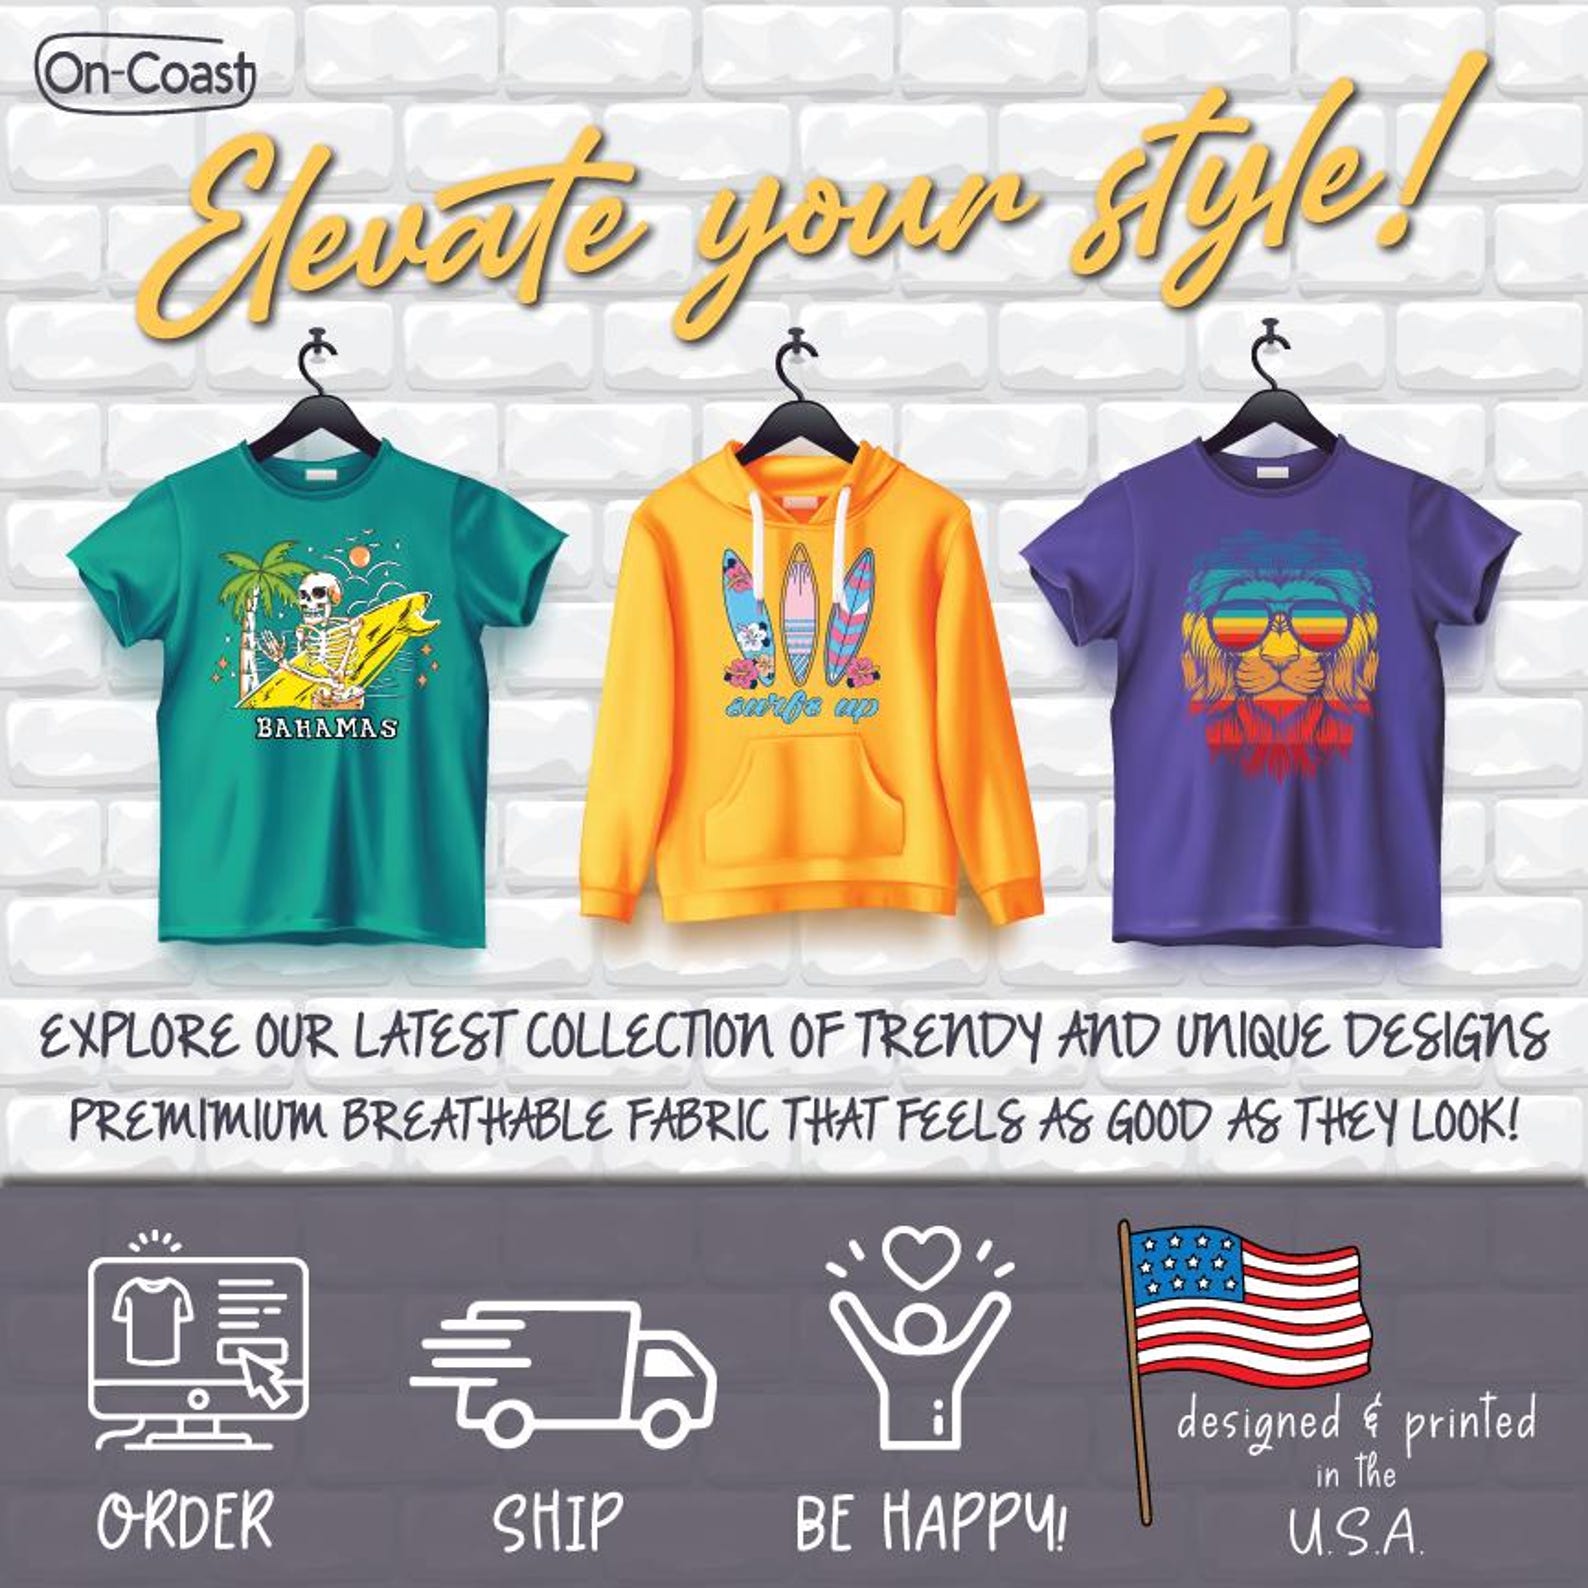 On-Coast
Elevate your style!
BAHAMAS
surfs up
EXPLORE OUR LATEST COLLECTION OF TRENDY AND UNIQUE DESIGNS
PREMIMIUM BREATHABLE FABRIC THAT FEELS AS GOOD AS THEY LOOK!
ORDER
SHIP
BE HAPPY!
designed & printed
in the
U.S.A.